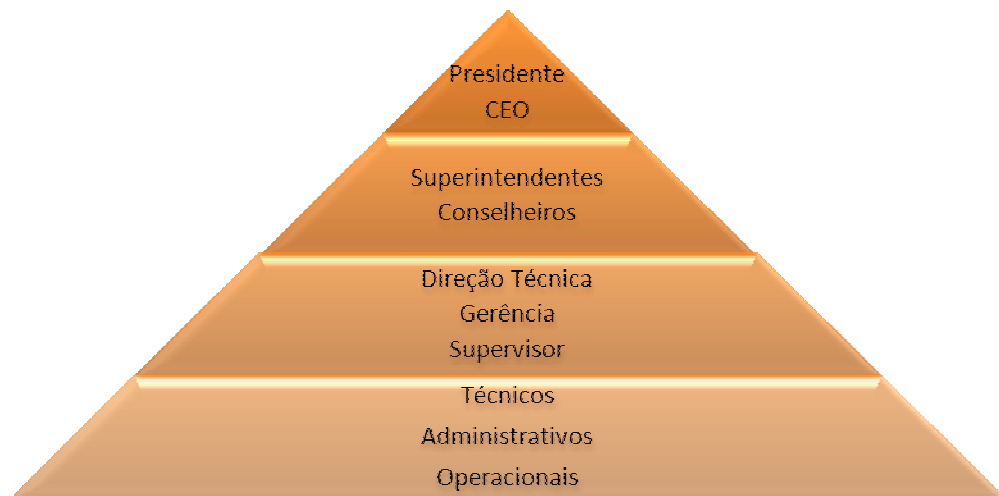 Presidente
CEO
Superintendentes
Conselheiros
Direção Técnica
Gerência
Supervisor
Técnicos
Administrativos
Operacionais